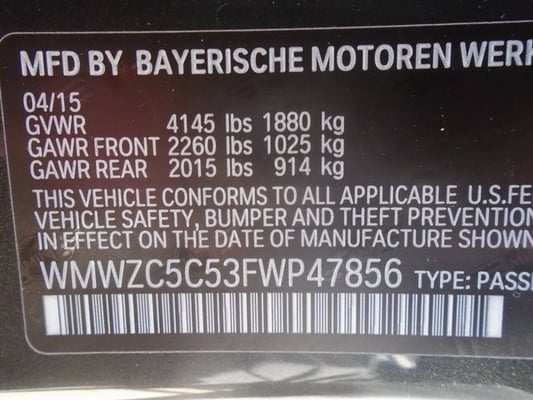 MFD BY BAYERISCHE MOTOREN WERK
04/15
GVWR 4145 lbs 1880 kg
GAWR FRONT 2260 lbs 1025 kg
GAWR REAR 2015 lbs 914 kg
THIS VEHICLE CONFORMS TO ALL APPLICABLE U.S.FE
VEHICLE SAFETY, BUMPER AND THEFT PREVENTION
IN EFFECT ON THE DATE OF MANUFACTURE SHOWN
WMWZC5C53FWP47856 TYPE: PASSE